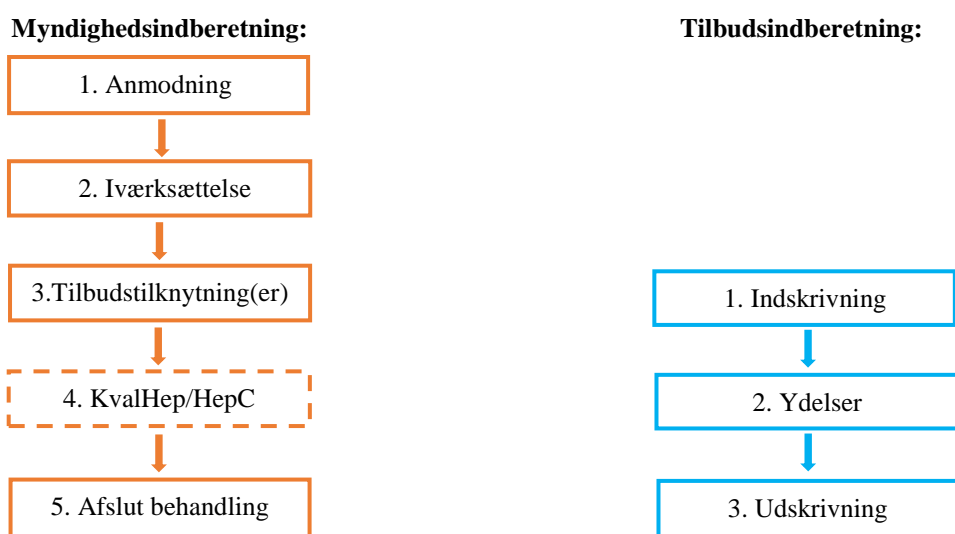 Myndighedsindberetning:
1. Anmodning
2. Iværksættelse
3.Tilbudstilknytning(er)
4. KvalHep/HepC
5. Afslut behandling
Tilbudsindberetning:
1. Indskrivning
2. Ydelser
3. Udskrivning